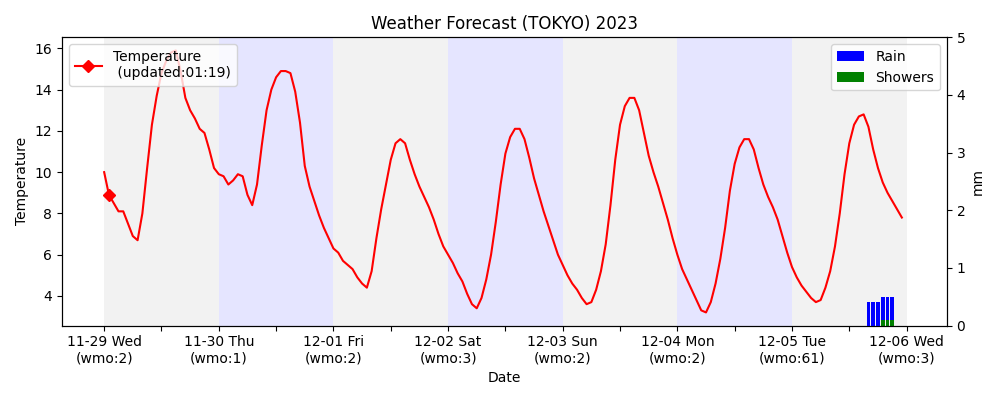 Weather Forecast (TOKYO) 2023
Temperature
(updated:01:19)
Rain
Showers
16
14
12
10
8
6
4
Temperature
5
4
3
2
1
0
mm
11-29 Wed
(wmo:2)
11-30 Thu
(wmo:1)
12-01 Fri
(wmo:2)
12-02 Sat
(wmo:3)
12-03 Sun
(wmo:2)
12-04 Mon
(wmo:2)
12-05 Tue
(wmo:61)
12-06 Wed
(wmo:3)
Date